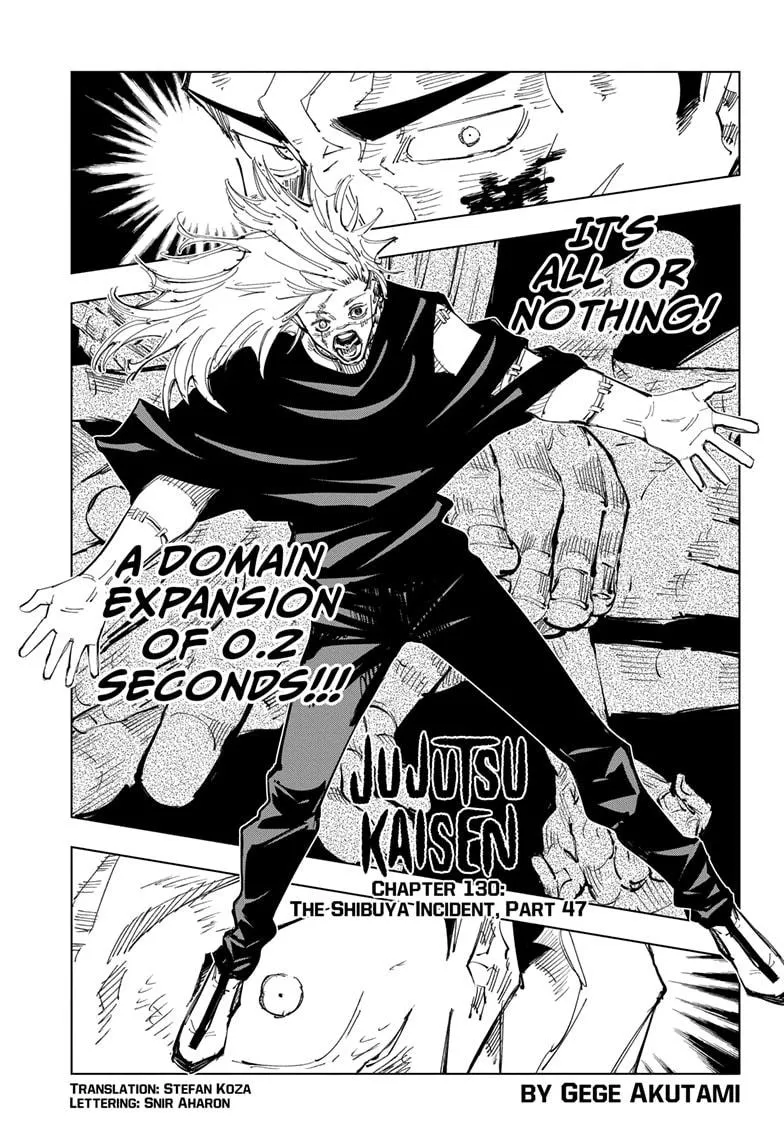 IT'S
ALL OR
NOTHING!
A DOMAIN
EXPANSION
OF 0.2
SECONDS!!!
JUJUTSU
KAISEN
CHAPTER 130:
THE SHIBUYA INCIDENT, PART 47
TRANSLATION: STEFAN KOZA
LETTERING: SNIR AHARON
BY GEGE AKUTAMI